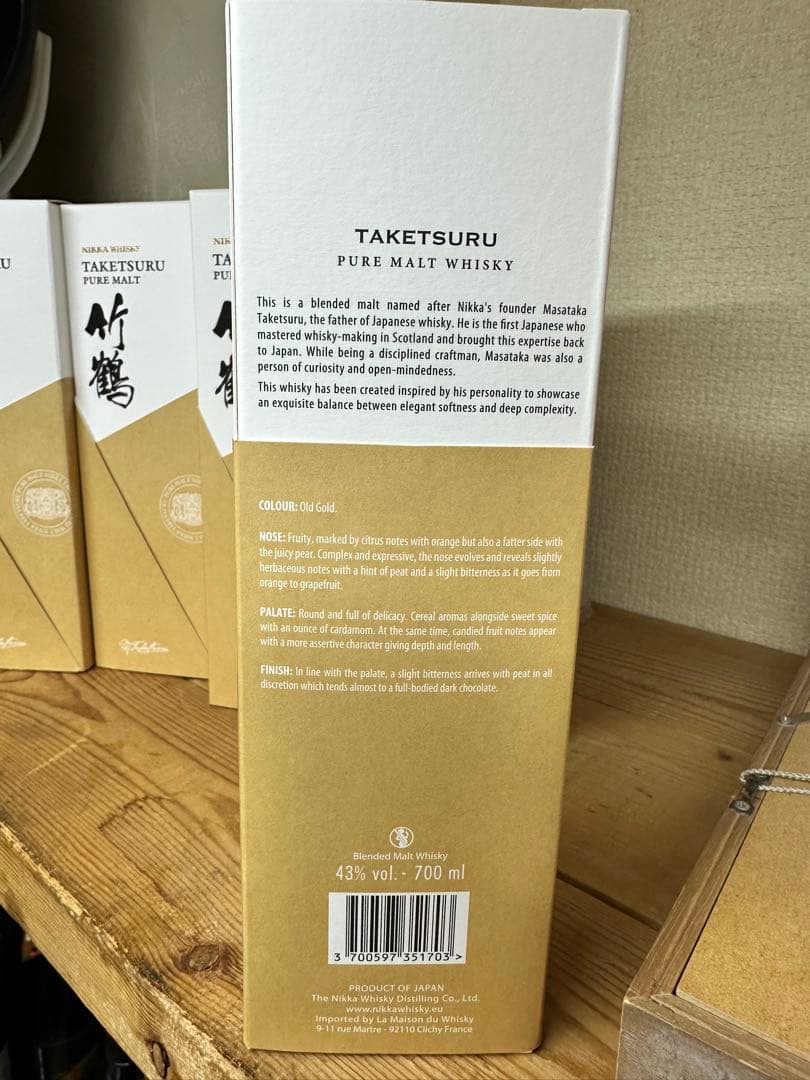 TAKETSURU
PURE MALT WHISKY
This is a blended malt named after Nikka's founder Masataka
Taketsuru, the father of Japanese whisky. He is the first Japanese who
mastered whisky-making in Scotland and brought this expertise back
to Japan. While being a disciplined craftman, Masataka was also a
person of curiosity and open-mindedness.
This whisky has been created inspired by his personality to showcase
an exquisite balance between elegant softness and deep complexity.
COLOUR: Old Gold.
NOSE: Fruity, marked by citrus notes with orange but also a fatter side with
the juicy pear. Complex and expressive, the nose evolves and reveals slightly
herbaceous notes with a hint of peat and a slight bitterness as it goes from
orange to grapefruit.
PALATE: Round and full of delicacy. Cereal aromas alongside sweet spice
with an ounce of cardamom. At the same time, candied fruit notes appear
with a more assertive character giving depth and length.
FINISH: In line with the palate, a slight bitterness arrives with peat in all
discretion which tends almost to a full-bodied dark chocolate.
Blended Malt Whisky
43% vol. - 700 ml
3 700597 351703 >
PRODUCT OF JAPAN
The Nikka Whisky Distilling Co., Ltd.
www.nikkawhisky.eu
Imported by La Maison du Whisky
9-11 rue Martre - 92110 Clichy France
U
NIKKA WHISKY
TAKETSURU
PURE MALT
竹鶴
NIK
TA
PU
竹